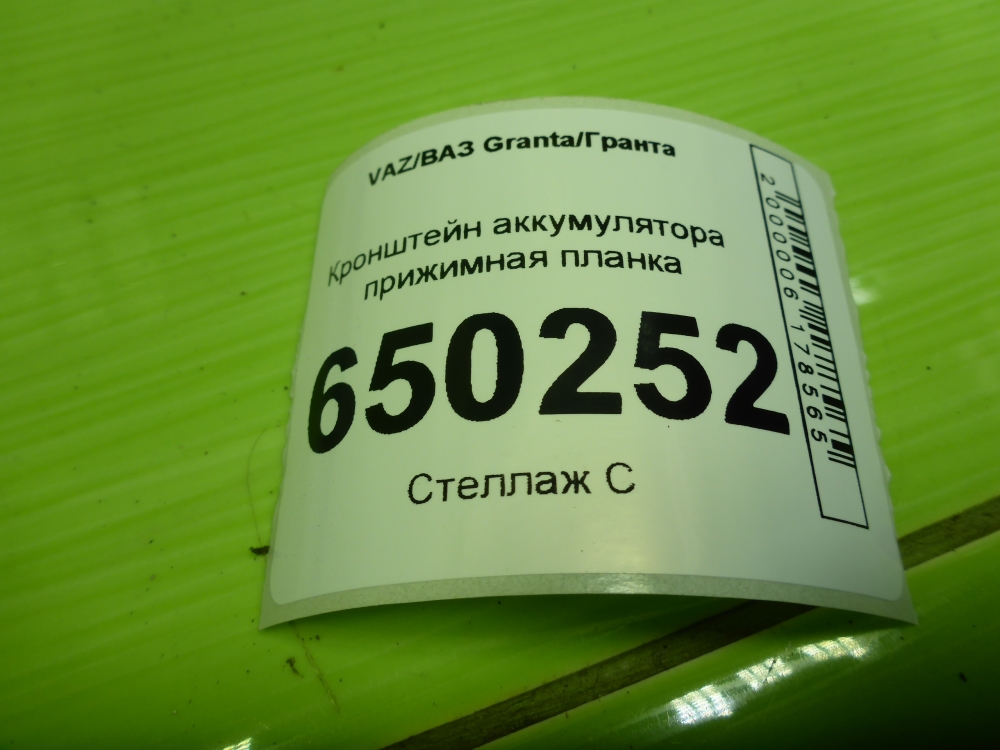 VAZ/ВАЗ Granta/Гранта
Кронштейн аккумулятора
прижимная планка
650252
Стеллаж С
2000006178565